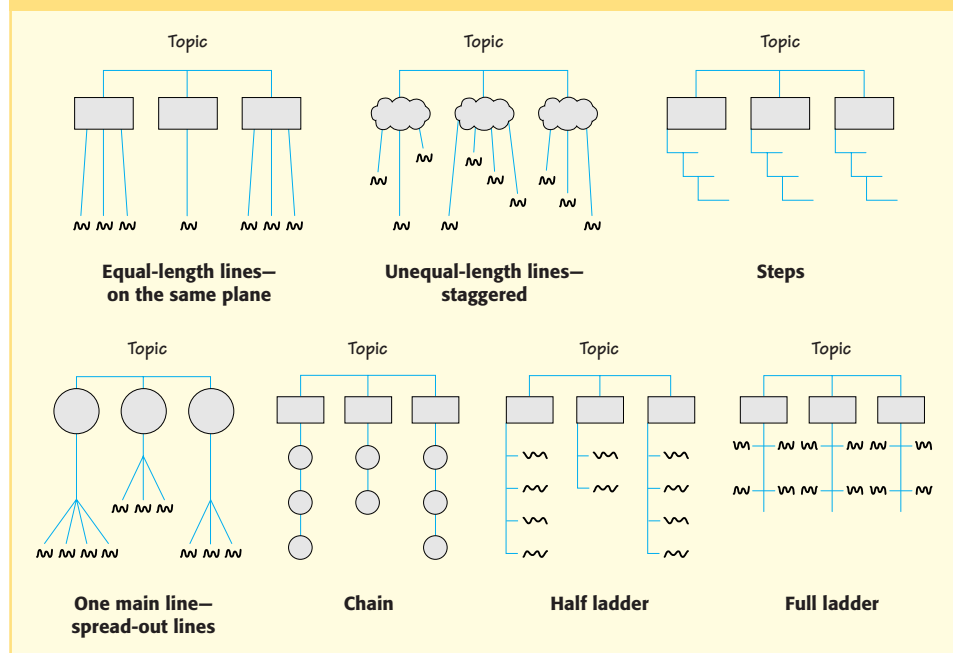 Topic
Topic
Topic
Equal-length lines—
on the same plane
Unequal-length lines—
staggered
Steps
Topic
Topic
Topic
Topic
One main line—
spread-out lines
Chain
Half ladder
Full ladder